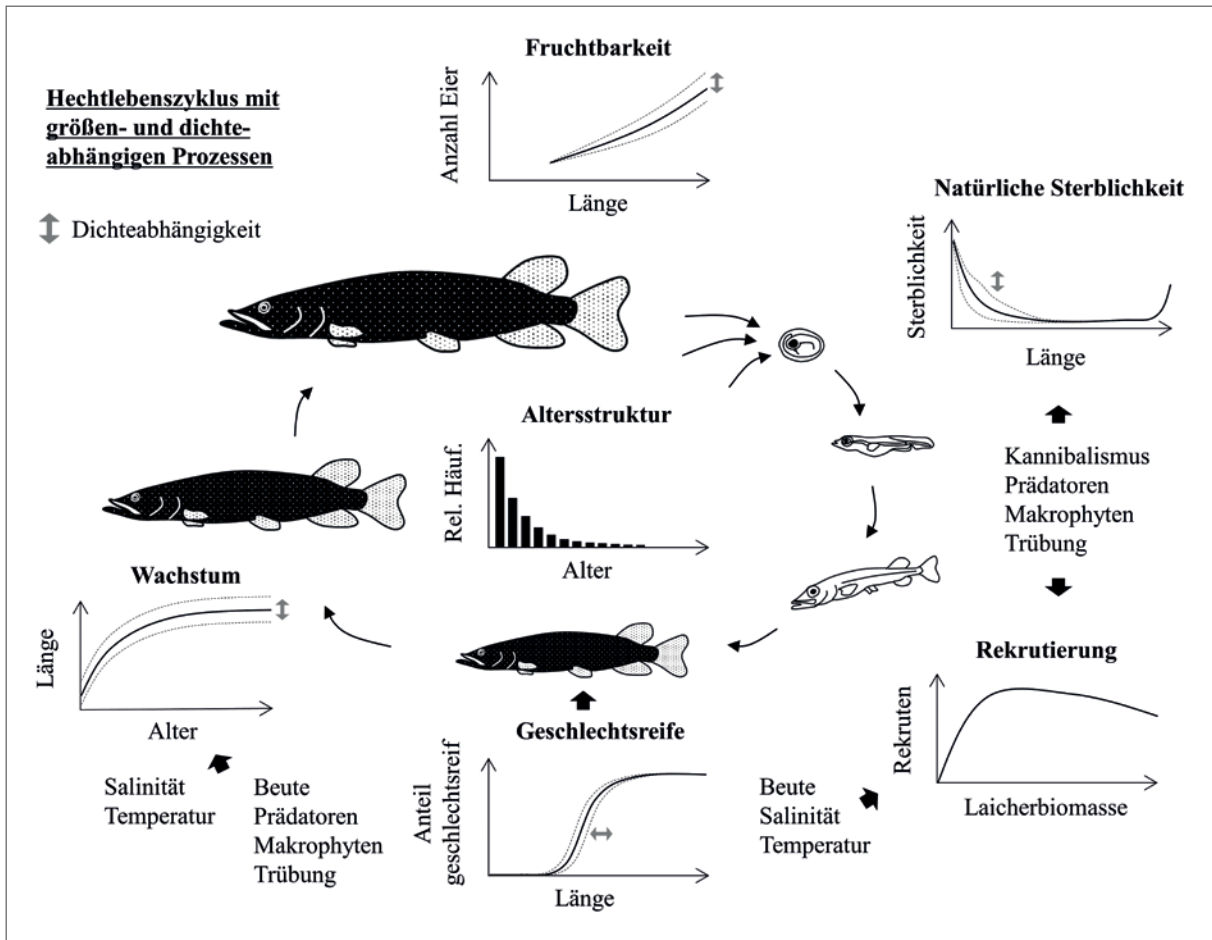 Hechtlebenszyklus mit
größen- und dichte-
abhängigen Prozessen
Dichteabhängigkeit
Fruchtbarkeit
Anzahl Eier
Länge
Natürliche Sterblichkeit
Sterblichkeit
Länge
Kannibalismus
Prädatoren
Makrophyten
Trübung
Altersstruktur
Rel. Häuf.
Alter
Wachstum
Länge
Alter
Salinität
Temperatur
Beute
Prädatoren
Makrophyten
Trübung
Geschlechtsreife
Anteil
geschlechtsreif
Länge
Beute
Salinität
Temperatur
Rekrutierung
Rekruten
Laicherbiomasse